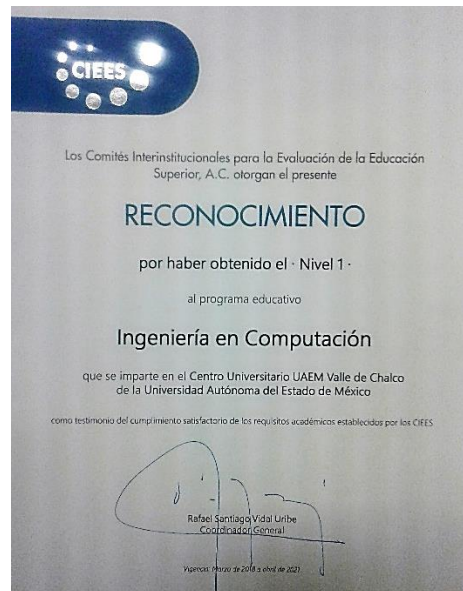 CIEES
Los Comités Interinstitucionales para la Evaluación de la Educación
Superior, A.C. otorgan el presente
RECONOCIMIENTO
por haber obtenido el · Nivel 1 ·
al programa educativo
Ingeniería en Computación
que se imparte en el Centro Universitario UAEM Valle de Chalco
de la Universidad Autónoma del Estado de México
como testimonio del cumplimiento satisfactorio de los requisitos académicos establecidos por los CIEES
Rafael Santiago Vidal Uribe
Coordinador General
Vigencia: Marzo de 2018 a abril de 2021